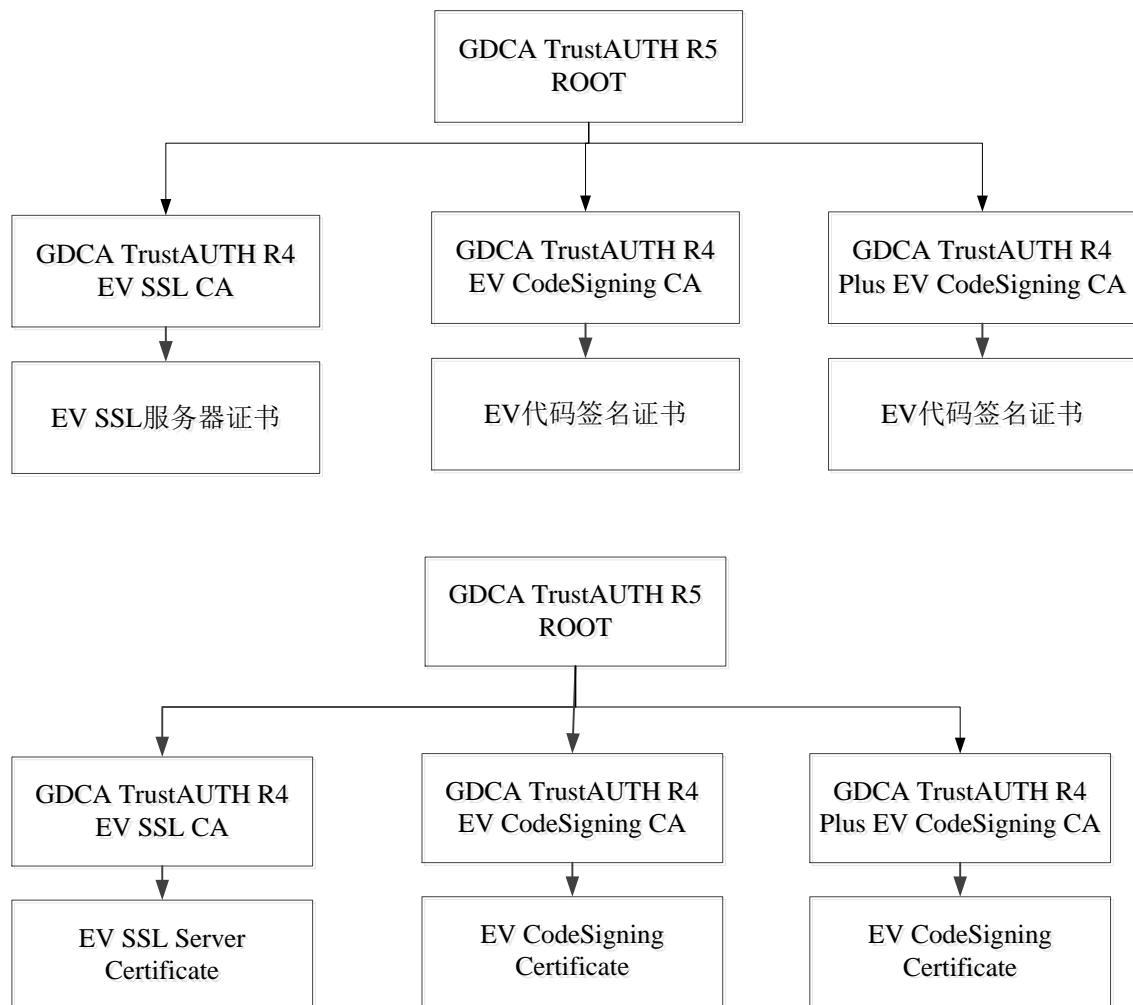 GDCA TrustAUTH R5
ROOT
GDCA TrustAUTH R4
EV SSL CA
GDCA TrustAUTH R4
EV CodeSigning CA
GDCA TrustAUTH R4
Plus EV CodeSigning CA
EV SSL服务器证书
EV代码签名证书
EV代码签名证书
GDCA TrustAUTH R5
ROOT
GDCA TrustAUTH R4
EV SSL CA
GDCA TrustAUTH R4
EV CodeSigning CA
GDCA TrustAUTH R4
Plus EV CodeSigning CA
EV SSL Server
Certificate
EV CodeSigning
Certificate
EV CodeSigning
Certificate